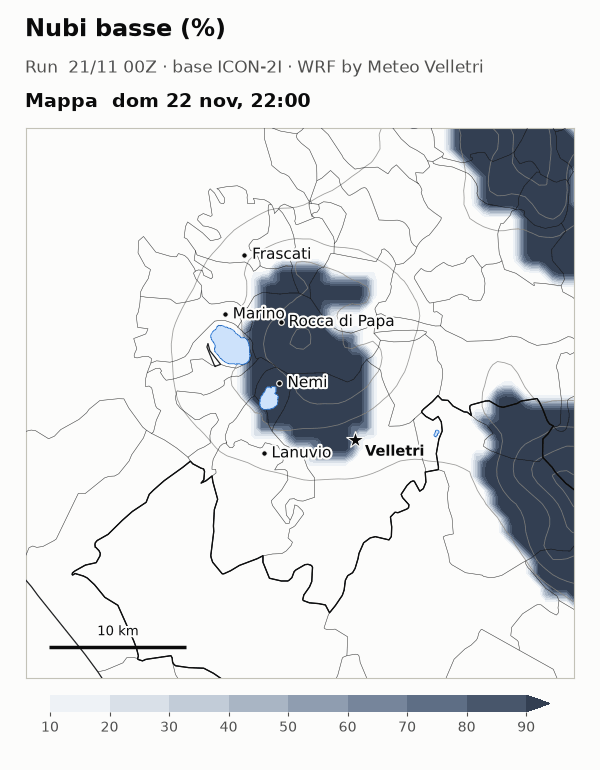 Nubi basse (%)
Run 21/11 00Z · base ICON-2I · WRF by Meteo Velletri
Mappa dom 22 nov, 22:00
Frascati
Marino
Rocca di Papa
Nemi
Velletri
Lanuvio
10 km
10 20 30 40 50 60 70 80 90